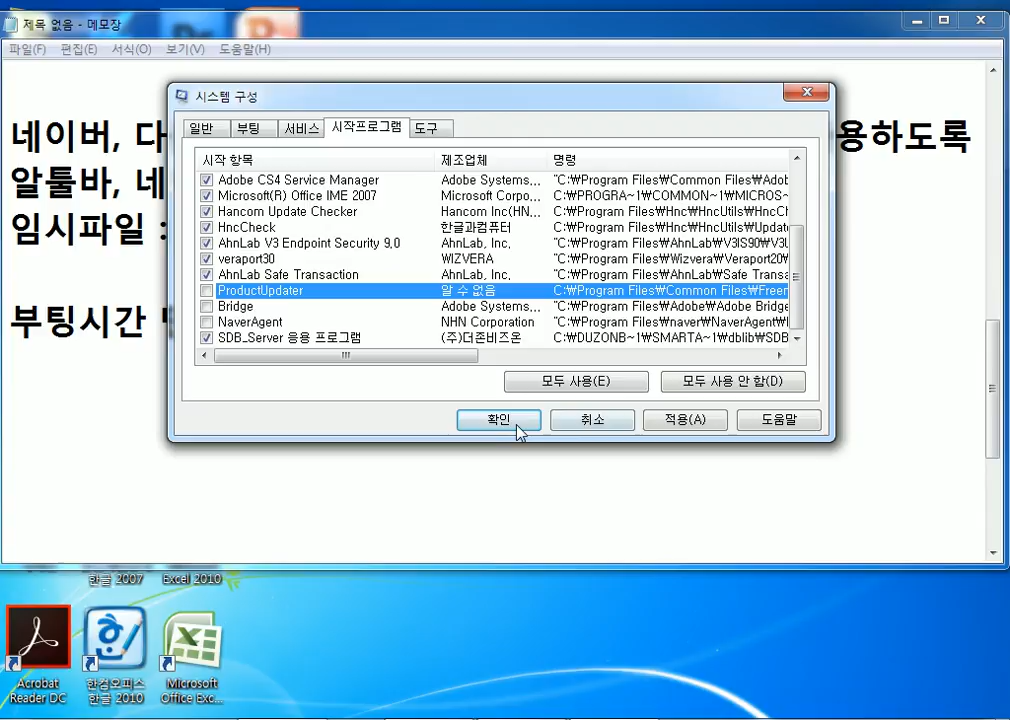 제목 없음 - 메모장
파일(F) 편집(E) 서식(O) 보기(V) 도움말(H)
네이버, 다
용하도록
알툴바, 네
임시파일 :
부팅시간
시스템 구성
일반 부팅 서비스 시작프로그램 도구
시작 항목 제조업체 명령
Adobe CS4 Service Manager Adobe Systems... "C:₩Program Files₩Common Files₩Adob
Microsoft(R) Office IME 2007 Microsoft Corpo... "C:₩PROGRA~1₩COMMON~1₩MICROS~
Hancom Update Checker Hancom Inc(HN... "C:₩Program Files₩Hnc₩HncUtils₩HncCh
HncCheck 한글과컴퓨터 "C:₩Program Files₩Hnc₩HncUtils₩Update
AhnLab V3 Endpoint Security 9.0 AhnLab, Inc. "C:₩Program Files₩AhnLab₩V3IS90₩V3U
veraport30 WIZVERA "C:₩Program Files₩Wizvera₩Veraport20₩
AhnLab Safe Transaction AhnLab, Inc. "C:₩Program Files₩AhnLab₩Safe Transa
ProductUpdater 알 수 없음 C:₩Program Files₩Common Files₩Freem
Bridge Adobe Systems... "C:₩Program Files₩Adobe₩Adobe Bridge
NaverAgent NHN Corporation "C:₩Program Files₩naver₩NaverAgent₩
SDB_Server 응용 프로그램 (주)더존비즈온 C:₩DUZONB~1₩SMARTA~1₩dblib₩SDB
모두 사용(E) 모두 사용 안 함(D)
확인 취소 적용(A) 도움말
한글 2007 Excel 2010
Acrobat Reader DC
한컴오피스 한글 2010
Microsoft Office Exc...